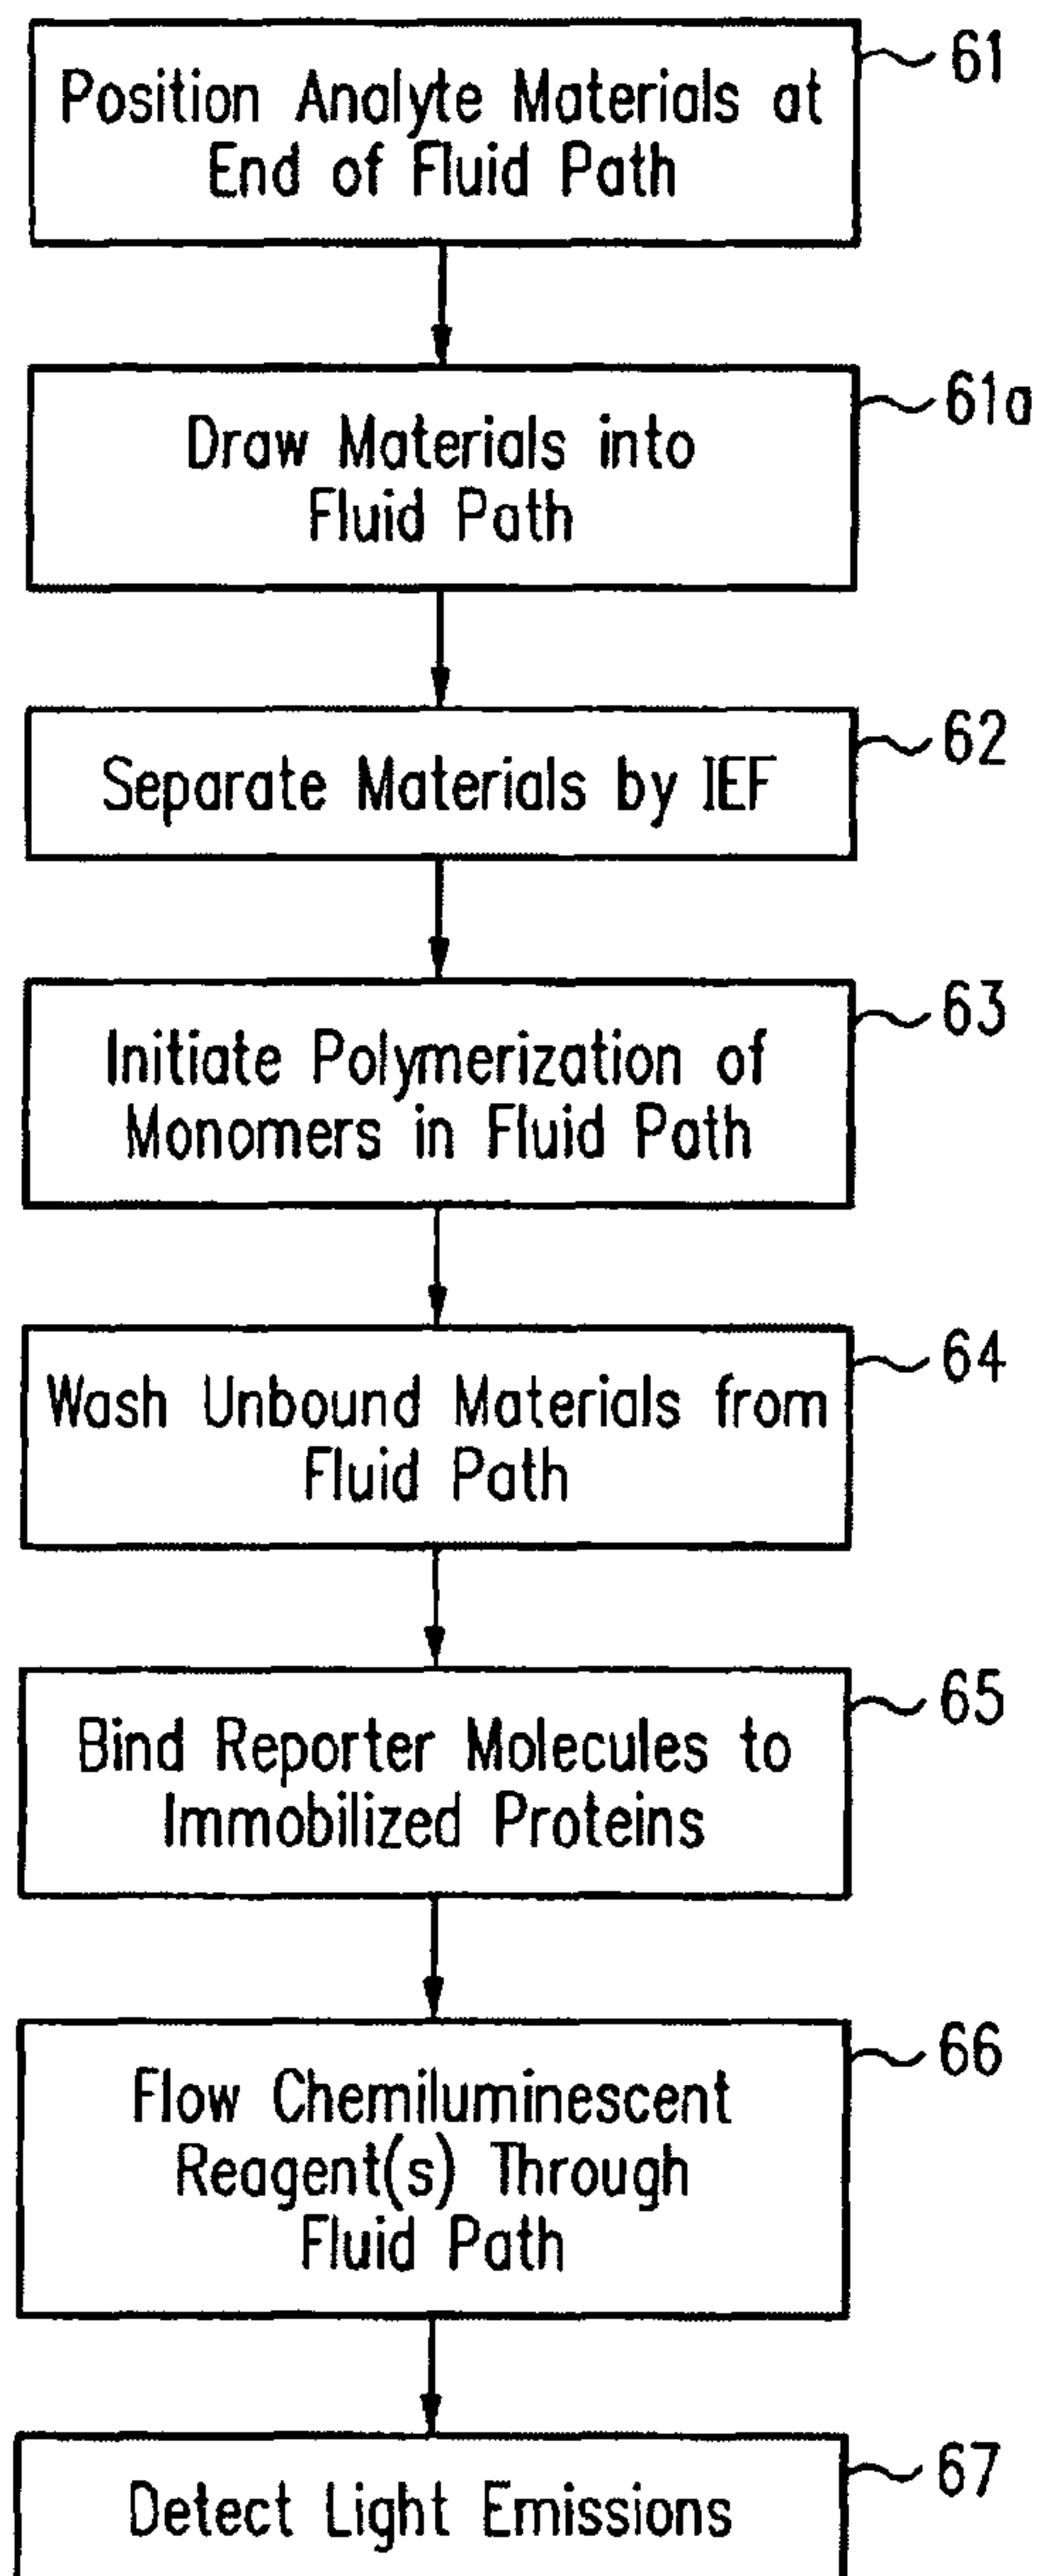 61
Position Analyte Materials at
End of Fluid Path
61a
Draw Materials into
Fluid Path
62
Separate Materials by IEF
63
Initiate Polymerization of
Monomers in Fluid Path
64
Wash Unbound Materials from
Fluid Path
65
Bind Reporter Molecules to
Immobilized Proteins
66
Flow Chemiluminescent
Reagent(s) Through
Fluid Path
67
Detect Light Emissions